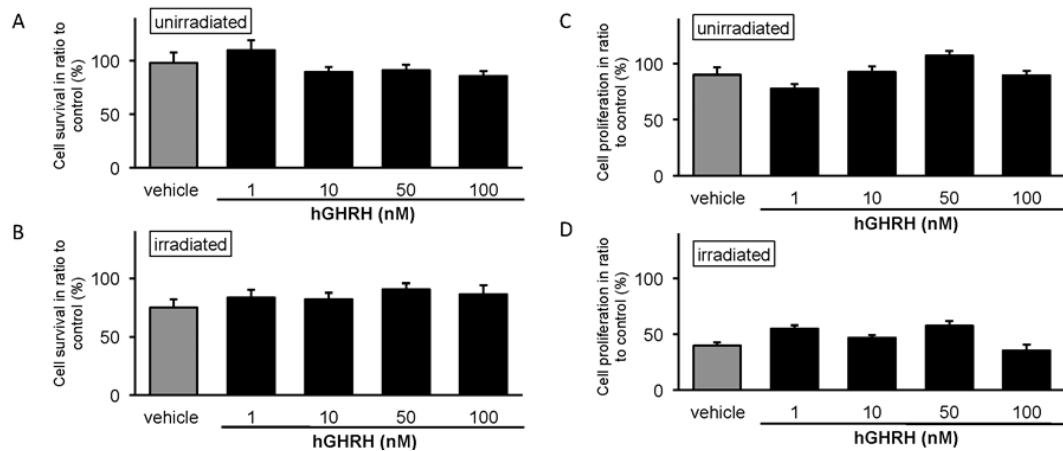 A
unirradiated
Cell survival in ratio to
control (%)
100
50
0
vehicle 1 10 50 100
hGHRH (nM)
B
irradiated
Cell survival in ratio to
control (%)
100
50
0
vehicle 1 10 50 100
hGHRH (nM)
C
unirradiated
Cell proliferation in ratio
to control (%)
100
50
0
vehicle 1 10 50 100
hGHRH (nM)
D
irradiated
Cell proliferation in ratio
to control (%)
100
50
0
vehicle 1 10 50 100
hGHRH (nM)